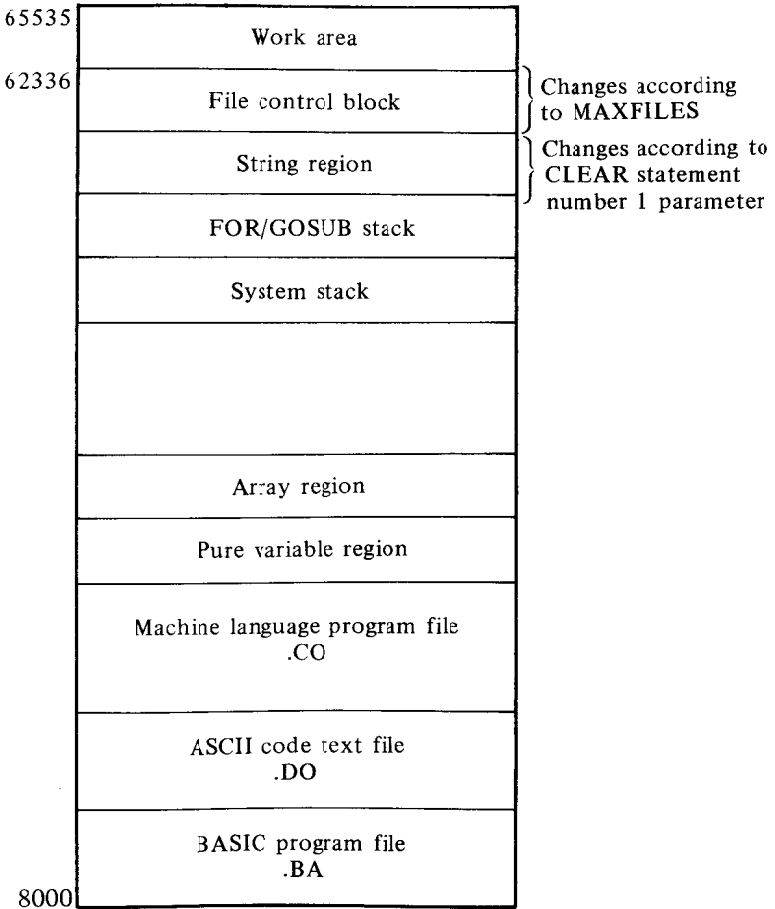 65535
Work area
62336
File control block
Changes according
to MAXFILES
String region
Changes according to
CLEAR statement
number 1 parameter
FOR/GOSUB stack
System stack
Array region
Pure variable region
Machine language program file
.CO
ASCII code text file
.DO
BASIC program file
.BA
8000